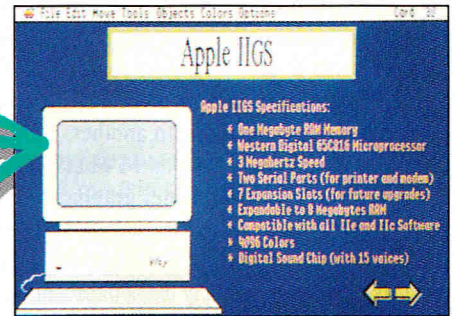 File Edit Move Tools Objects Colors Options Card
Apple IIGS
Apple IIGS Specifications:
* One Megabyte RAM Memory
* Western Digital 65C816 Microprocessor
* 3 Megahertz Speed
* Two Serial Ports (for printer and modem)
* 7 Expansion Slots (for future upgrades)
* Expandable to 8 Megabytes RAM
* Compatible with all IIe and IIc Software
* 4096 Colors
* Digital Sound Chip (with 15 voices)